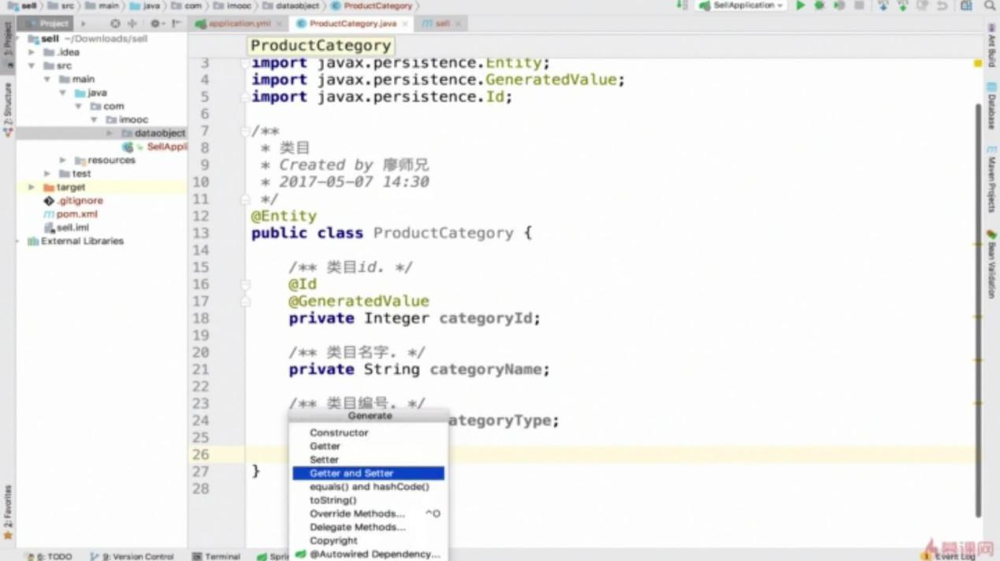 sell src main java com imooc dataobject ProductCategory SellApplication
Project application.yml ProductCategory.java sell
sell ~/Downloads/sell
.idea
src
main
java
com
imooc
dataobject
SellAppli
resources
test
target
.gitignore
pom.xml
sell.iml
External Libraries
ProductCategory
3 import javax.persistence.Entity;
4 import javax.persistence.GeneratedValue;
5 import javax.persistence.Id;
6
7 /**
8 * 类目
9 * Created by 廖师兄
10 * 2017-05-07 14:30
11 */
12 @Entity
13 public class ProductCategory {
14
15 /** 类目id. */
16 @Id
17 @GeneratedValue
18 private Integer categoryId;
19
20 /** 类目名字. */
21 private String categoryName;
22
23 /** 类目编号. */
24 ategoryType;
25
26
27 }
28
Generate
Constructor
Getter
Setter
Getter and Setter
equals() and hashCode()
toString()
Override Methods... ^O
Delegate Methods...
Copyright
@Autowired Dependency...
1: Project
7: Structure
2: Favorites
Ant Build
Database
Maven Projects
Bean Validation
6: TODO 9: Version Control Terminal Sprin Event Log
慕课网